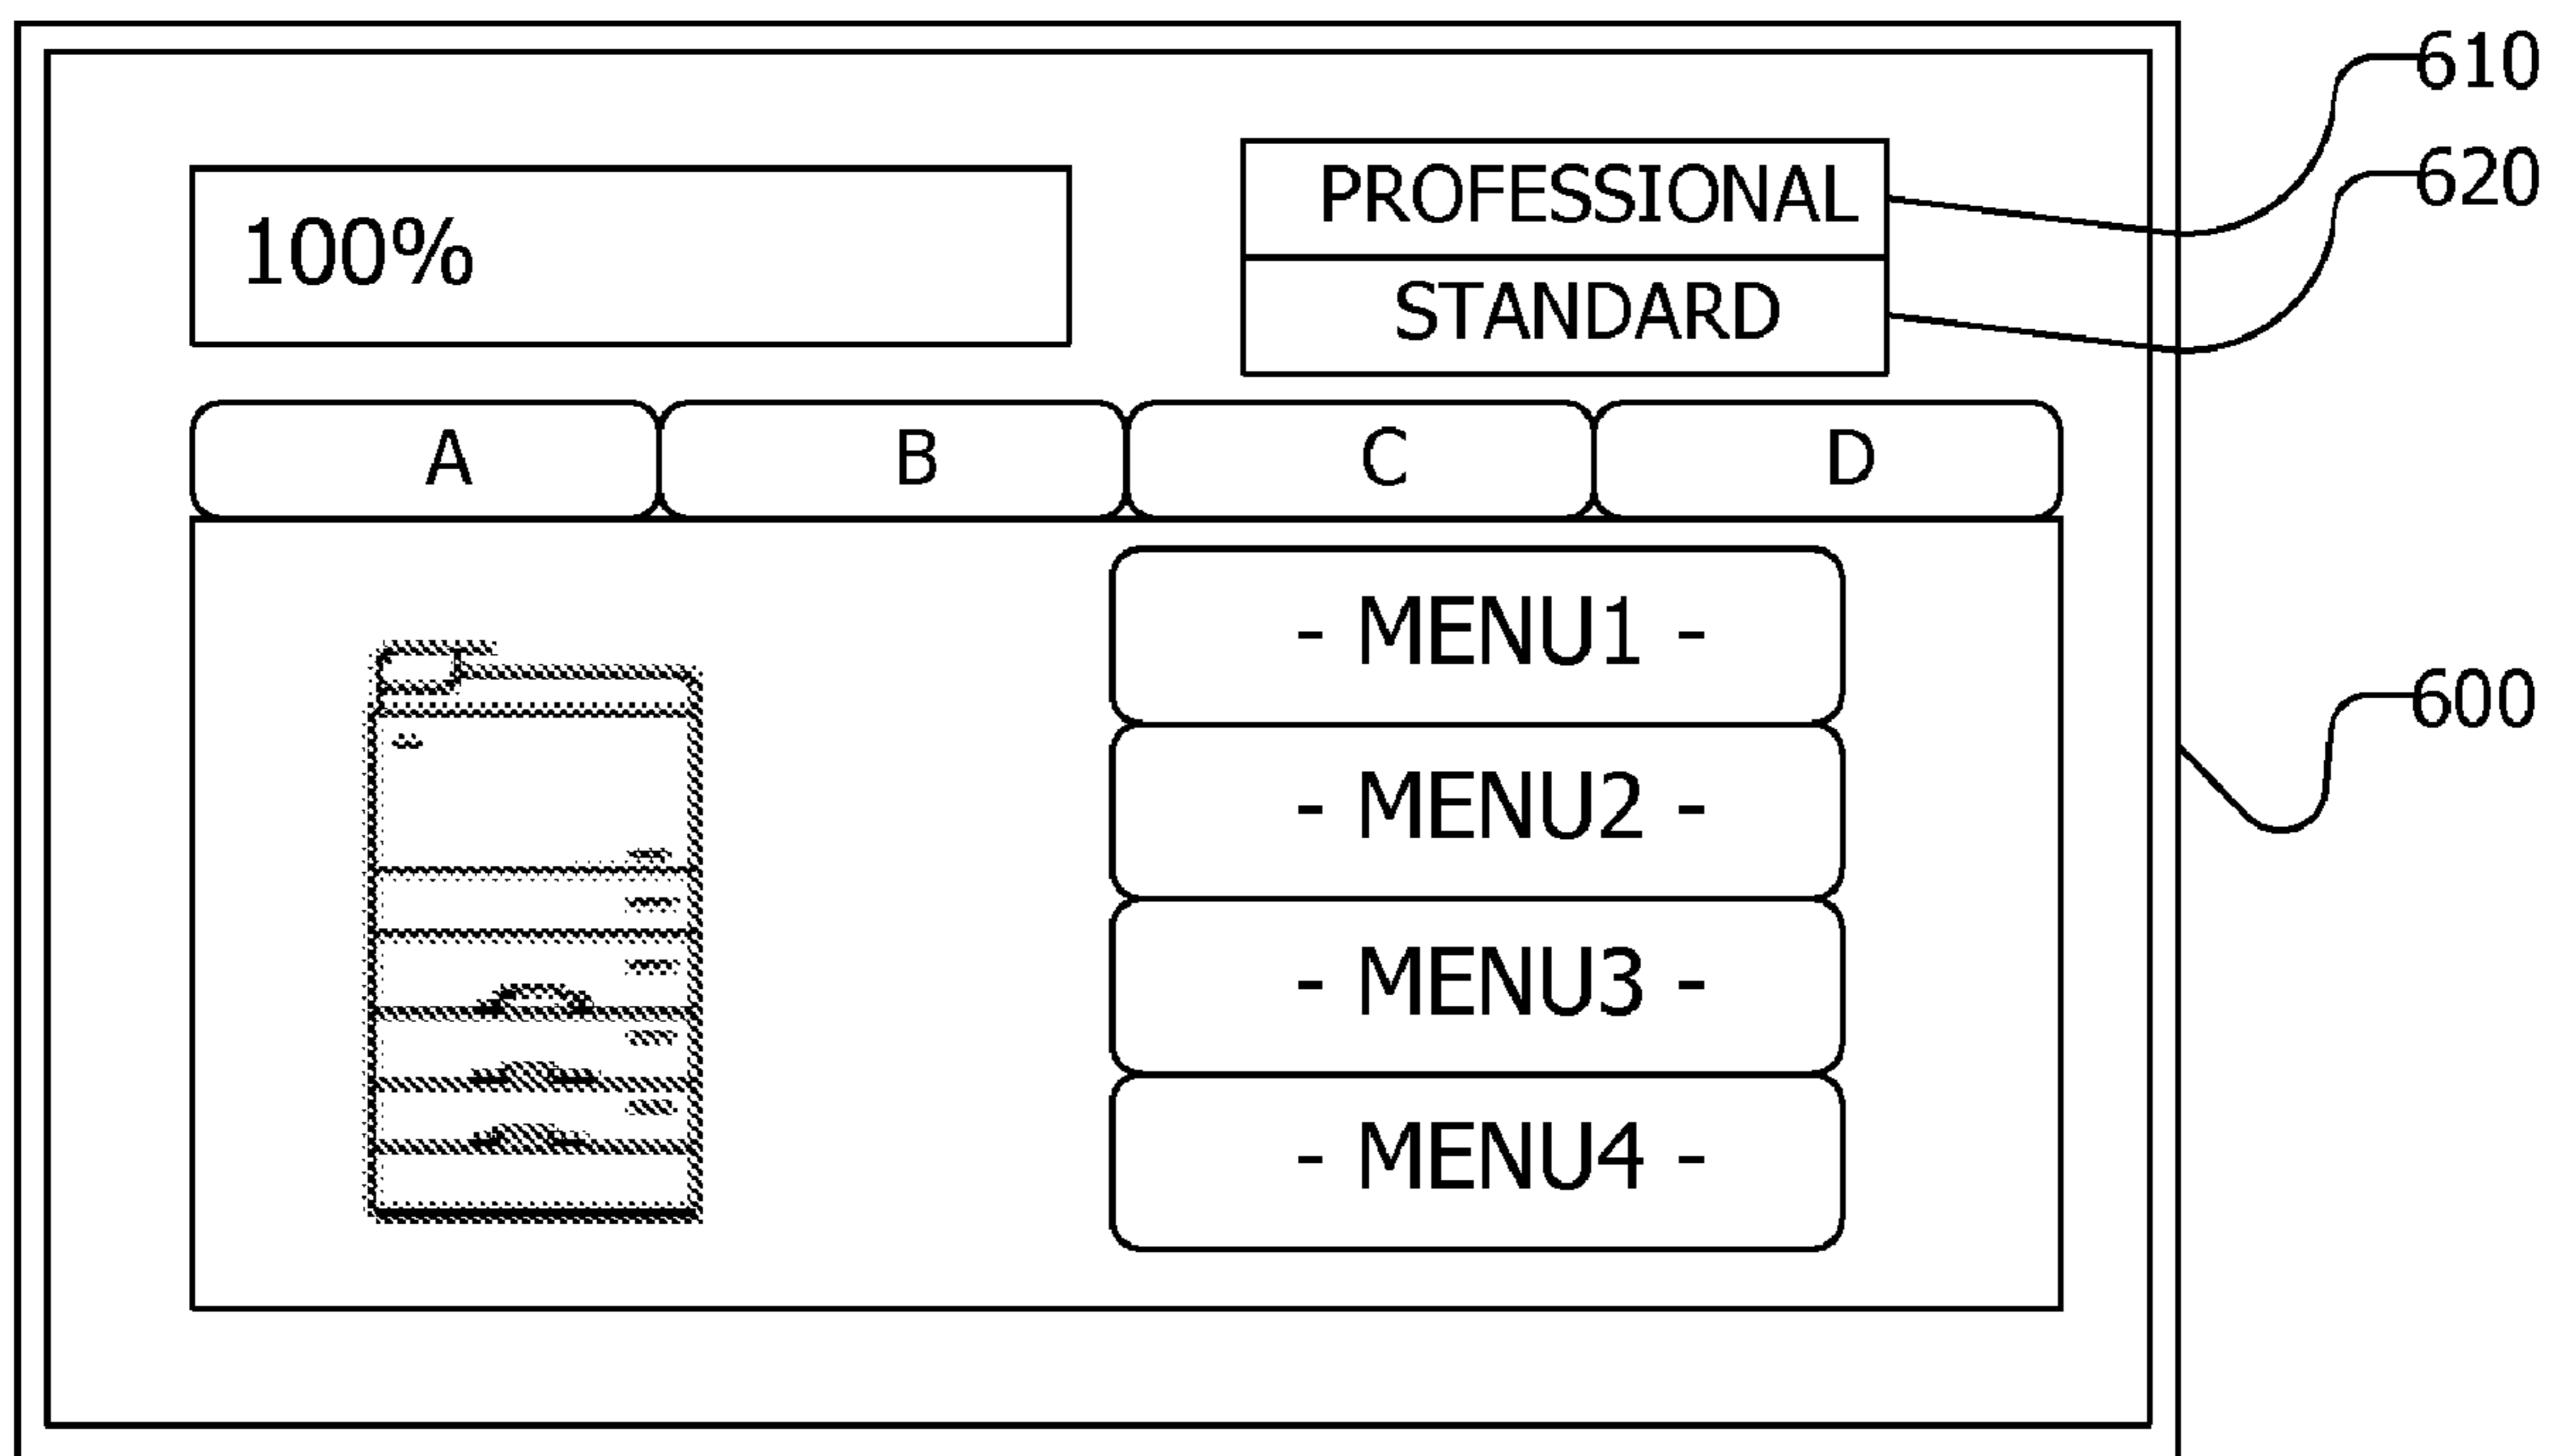 610
PROFESSIONAL
620
100%
STANDARD
A B C D
- MENU1 -
600
- MENU2 -
- MENU3 -
- MENU4 -